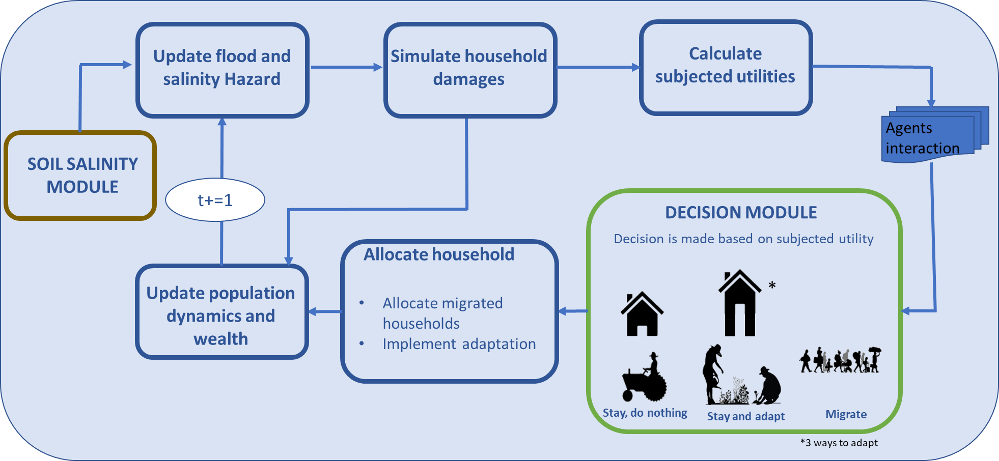 Update flood and
salinity Hazard
Simulate household
damages
Calculate
subjected utilities
Agents
interaction
SOIL SALINITY
MODULE
t+=1
DECISION MODULE
Decision is made based on subjected utility
*
Stay, do nothing
Stay and adapt
Migrate
*3 ways to adapt
Allocate household
• Allocate migrated
households
• Implement adaptation
Update population
dynamics and
wealth